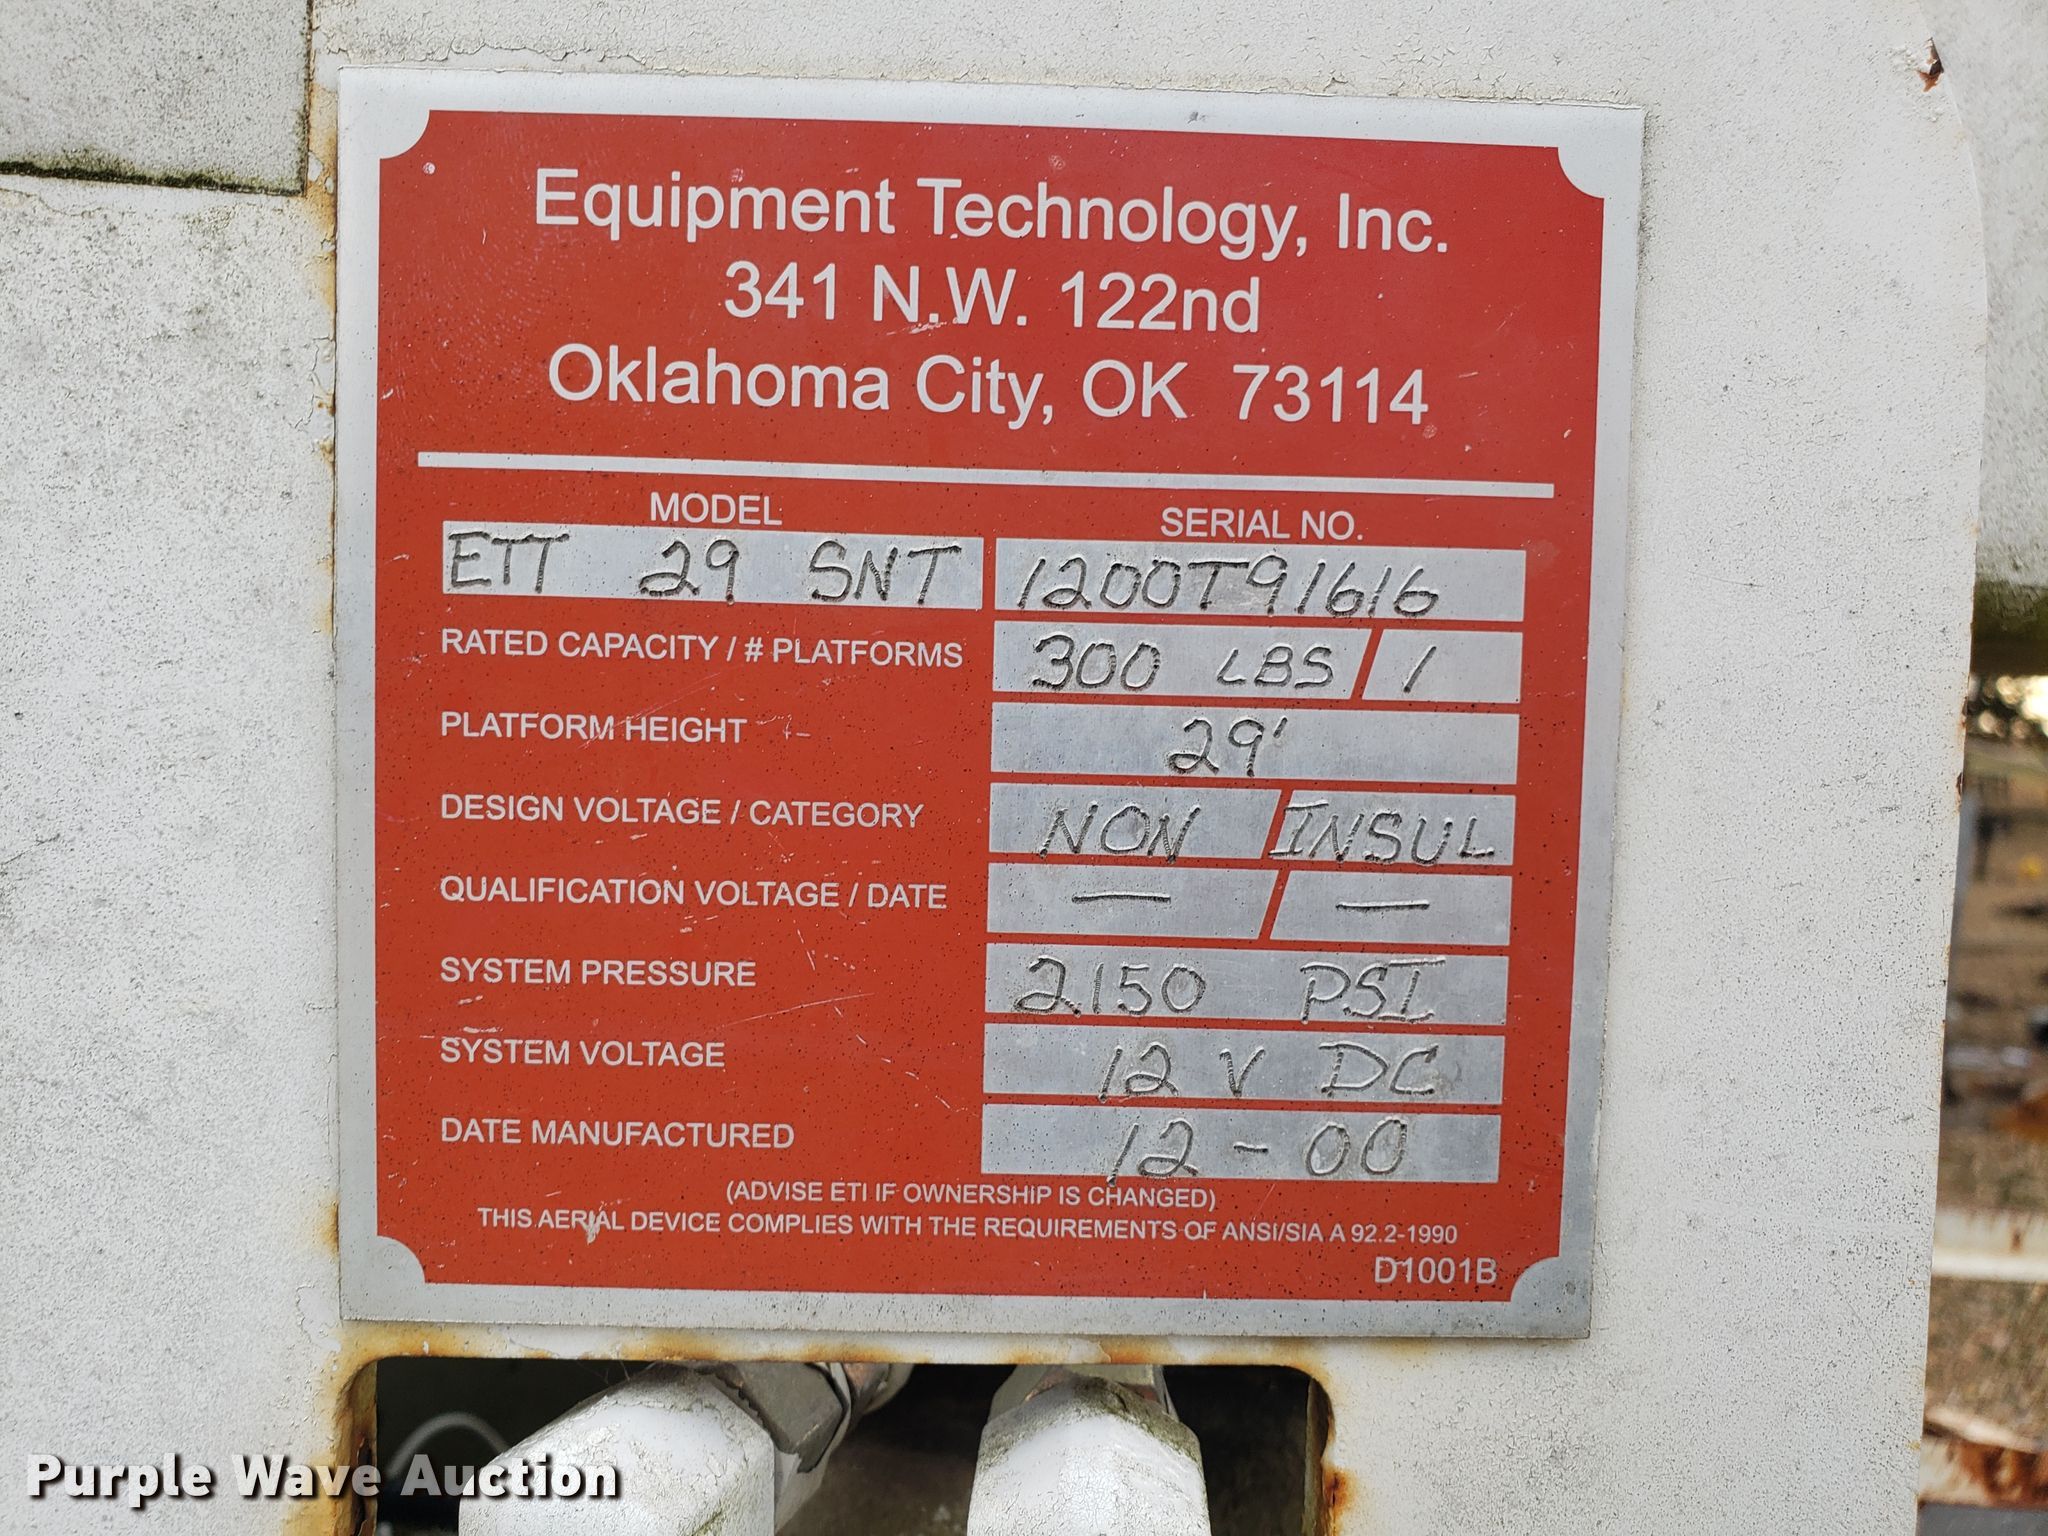 Equipment Technology, Inc.
341 N.W. 122nd
Oklahoma City, OK 73114
MODEL SERIAL NO.
ETT 29 SNT 1200T91616
RATED CAPACITY / # PLATFORMS 300 LBS / 1
PLATFORM HEIGHT 29'
DESIGN VOLTAGE / CATEGORY NON / INSUL
QUALIFICATION VOLTAGE / DATE — / —
SYSTEM PRESSURE 2150 PSI
SYSTEM VOLTAGE 12 V DC
DATE MANUFACTURED 12-00
(ADVISE ETI IF OWNERSHIP IS CHANGED)
THIS AERIAL DEVICE COMPLIES WITH THE REQUIREMENTS OF ANSI/SIA A 92.2-1990
D1001B
Purple Wave Auction